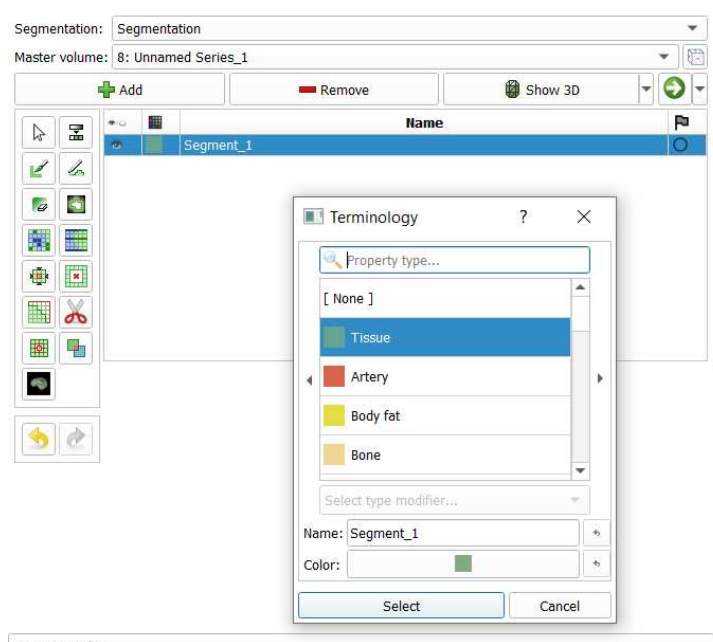 Segmentation: Segmentation
Master volume: 8: Unnamed Series_1
Add Remove Show 3D
Name
Segment_1
Terminology ? ×
Property type...
[ None ]
Tissue
Artery
Body fat
Bone
Select type modifier...
Name: Segment_1
Color:
Select Cancel